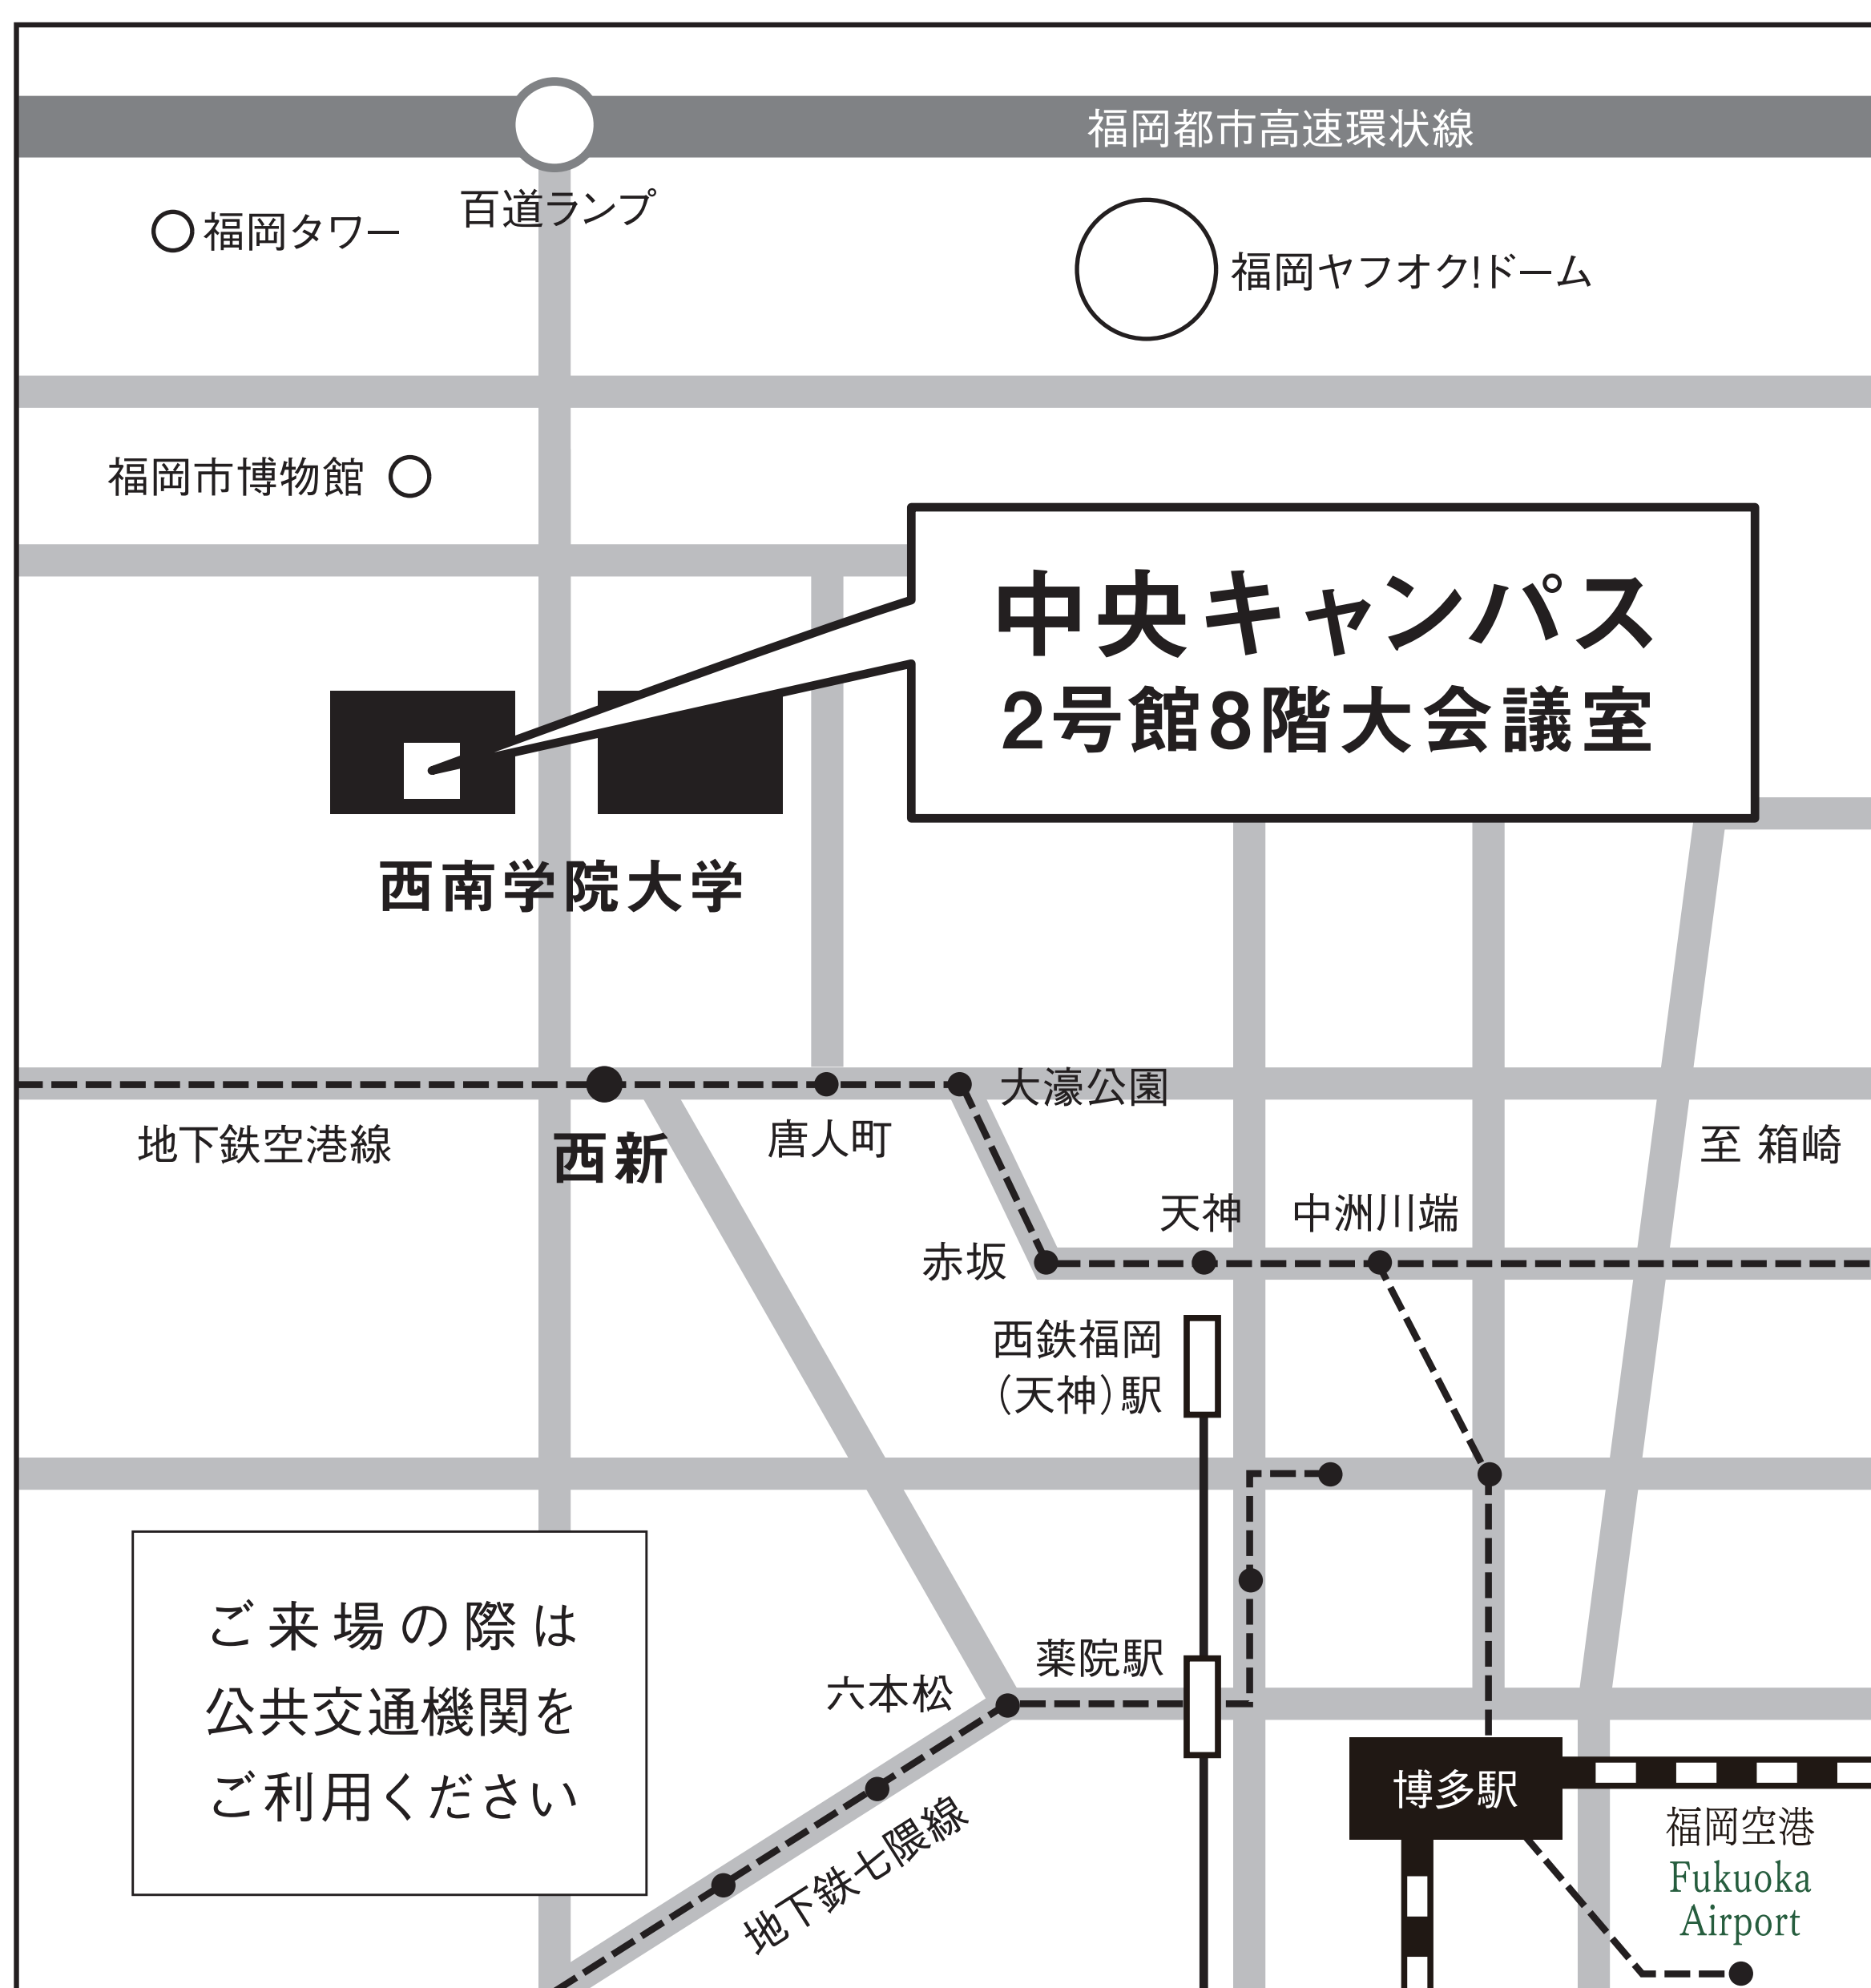 福岡都市高速環状線
百道ランプ
福岡タワー
福岡ヤフオク!ドーム
福岡市博物館
中央キャンパス
2号館8階大会議室
西南学院大学
大濠公園
地下鉄空港線
西新
唐人町
至 箱崎
天神
中洲川端
赤坂
西鉄福岡
(天神)駅
ご来場の際は
公共交通機関を
ご利用ください
薬院駅
六本松
地下鉄七隈線
博多駅
福岡空港
Fukuoka
Airport